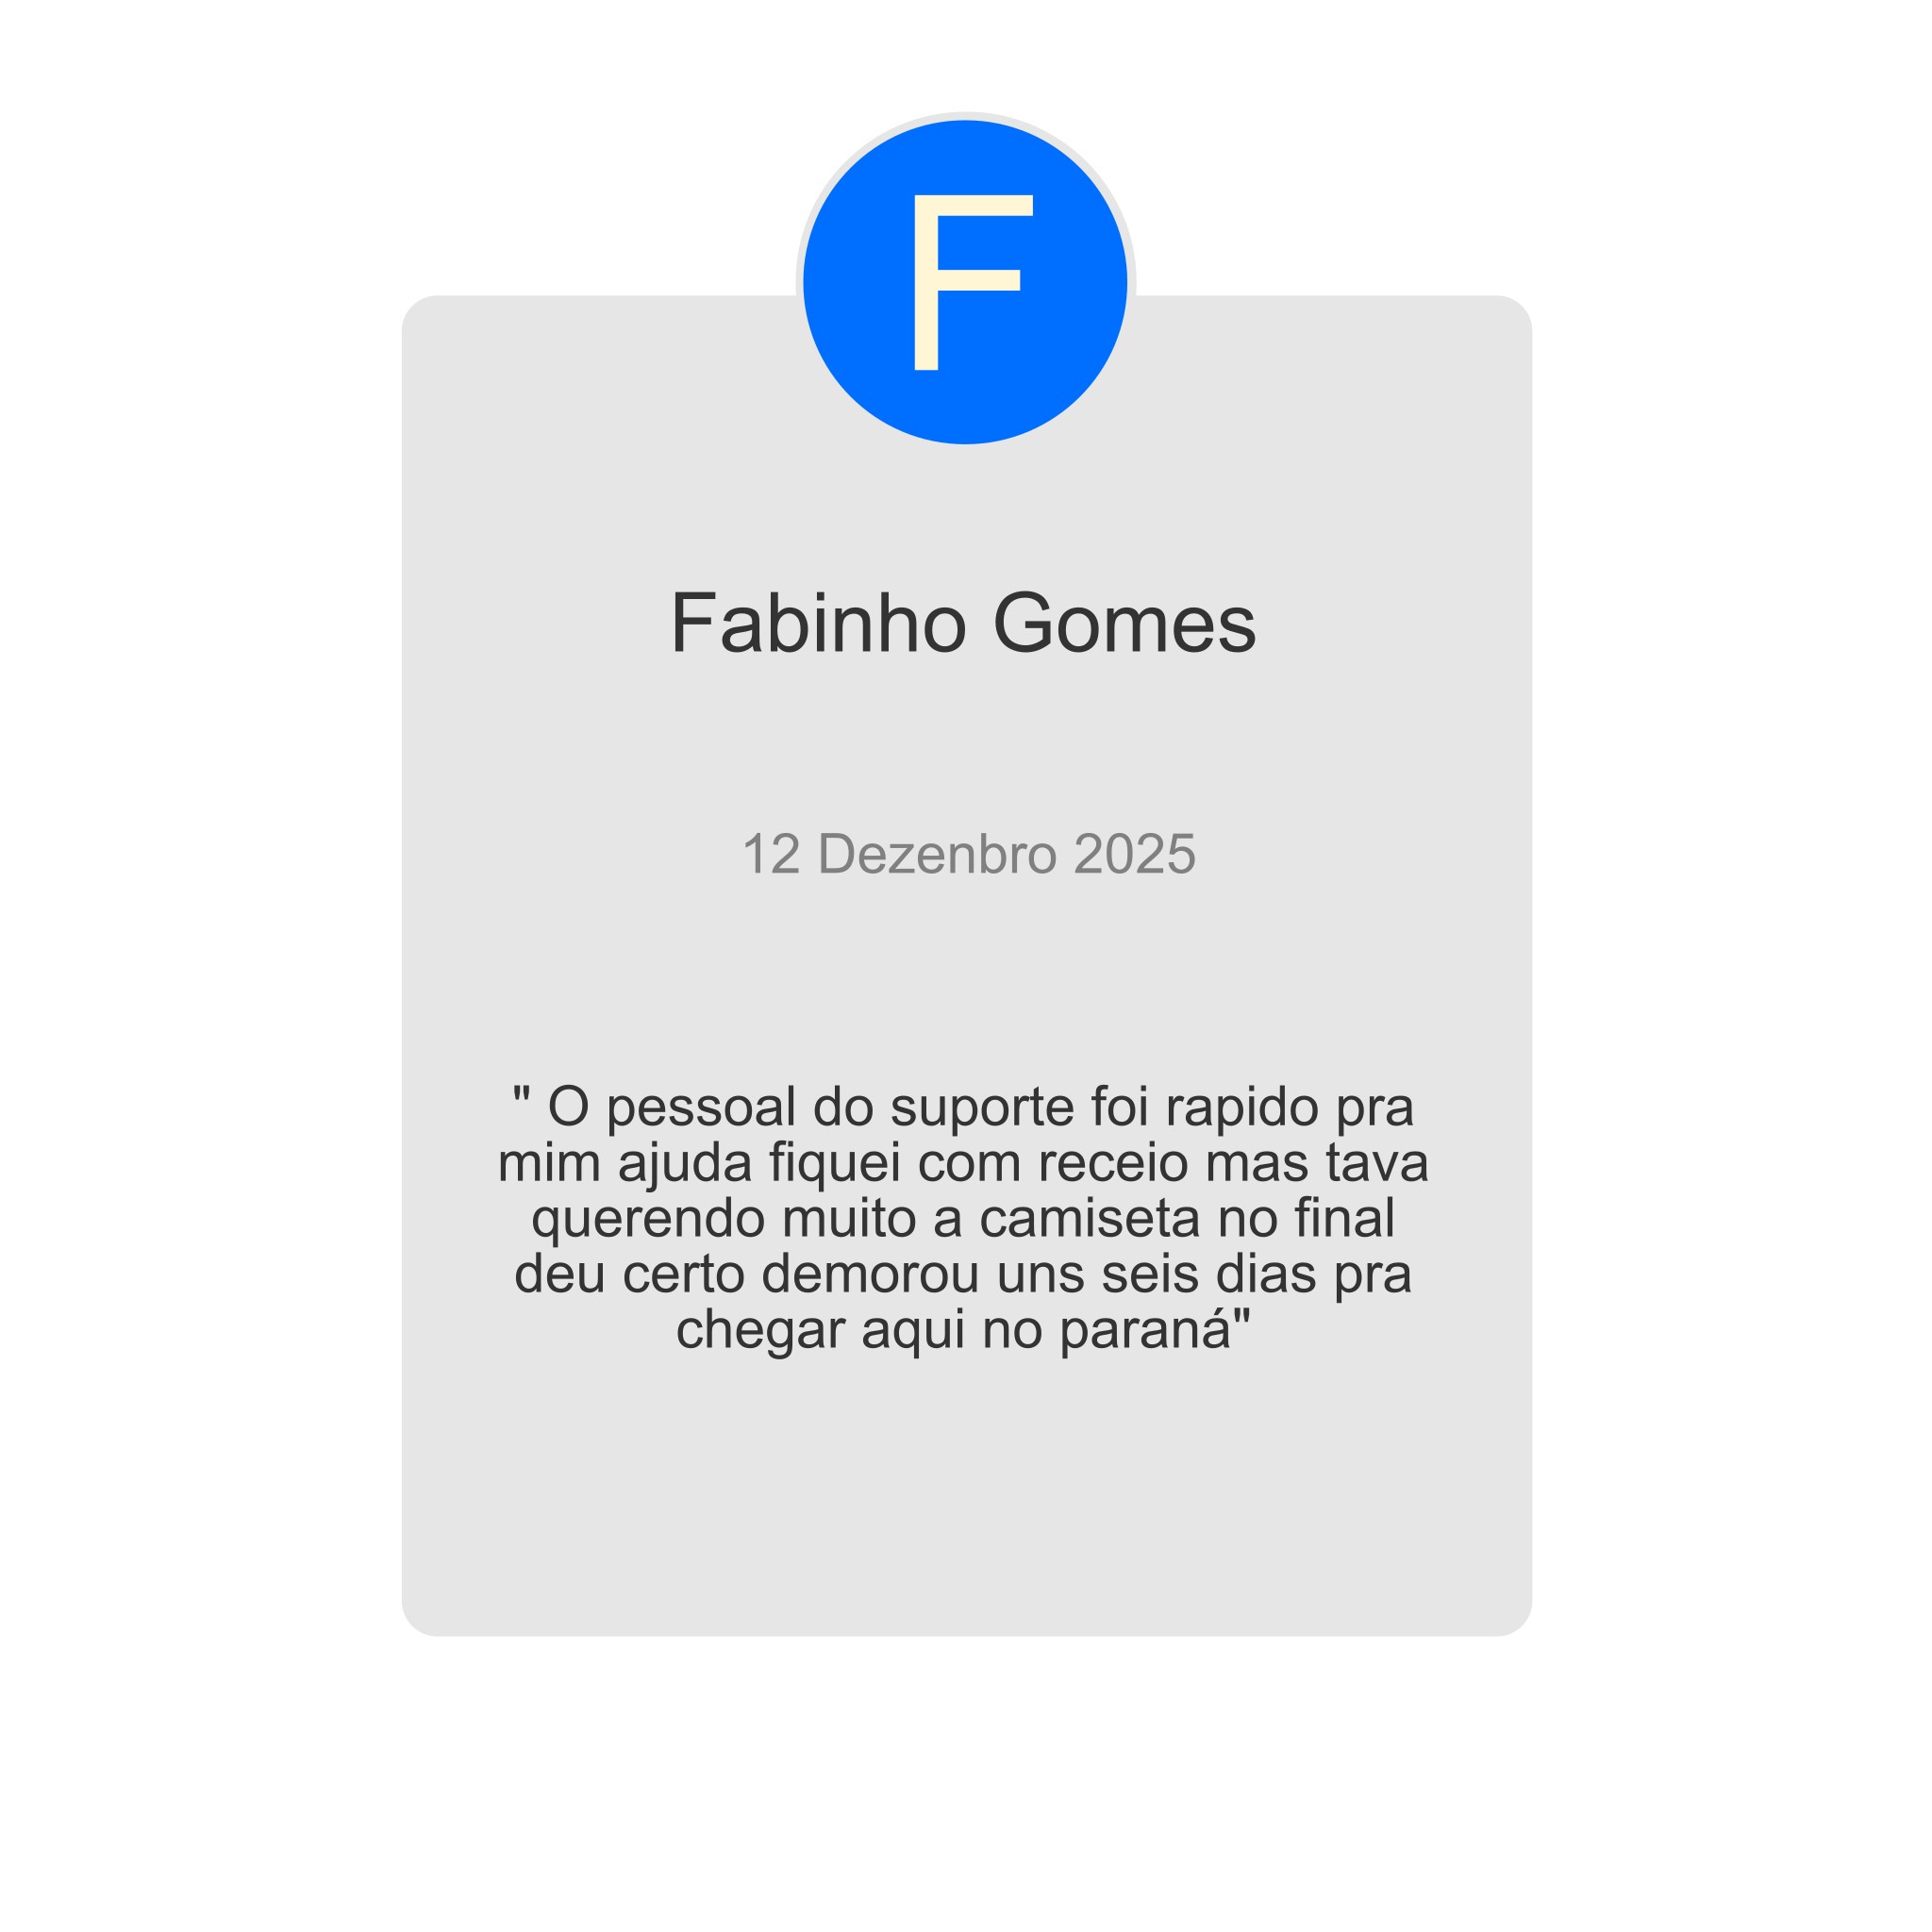 F
Fabinho Gomes
12 Dezenbro 2025
" O pessoal do suporte foi rapido pra
mim ajuda fiquei com receio mas tava
querendo muito a camiseta no final
deu certo demorou uns seis dias pra
chegar aqui no paraná"